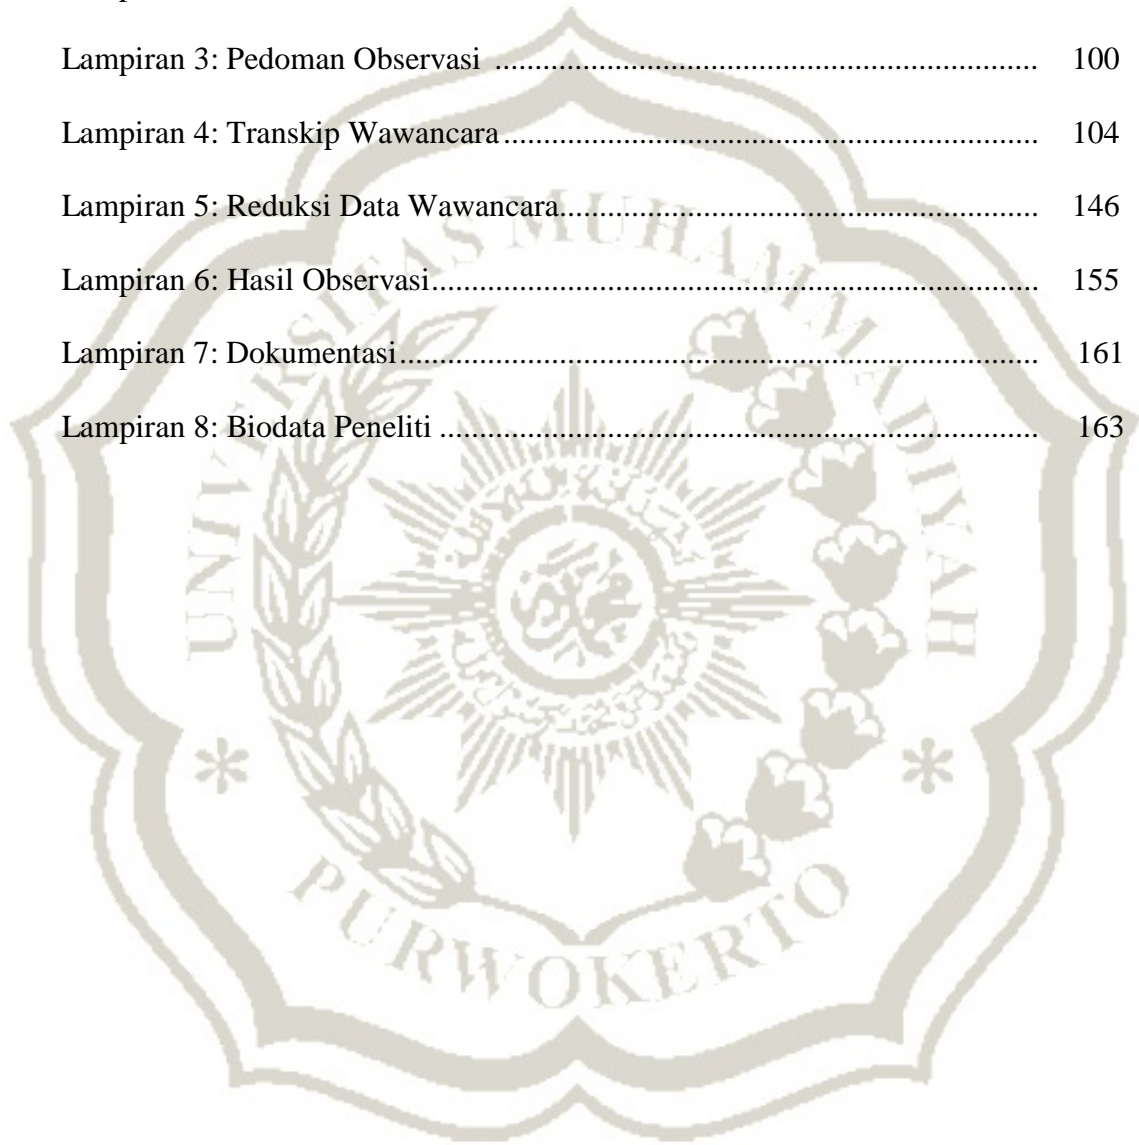 Lampiran 3: Pedoman Observasi ........................................................................ 100
Lampiran 4: Transkip Wawancara ........................................................................ 104
Lampiran 5: Reduksi Data Wawancara........................................................................ 146
Lampiran 6: Hasil Observasi........................................................................ 155
Lampiran 7: Dokumentasi........................................................................ 161
Lampiran 8: Biodata Peneliti ........................................................................ 163
UNIVERSITAS MUHAMMADIYAH
PURWOKERTO